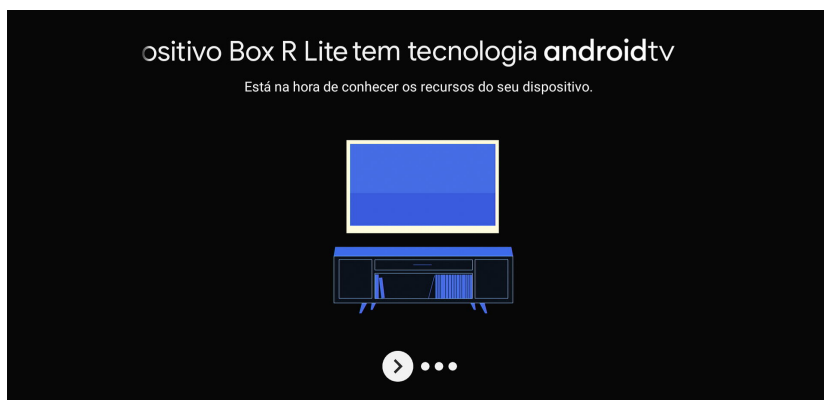 ositivo Box R Lite tem tecnologia androidtv
Está na hora de conhecer os recursos do seu dispositivo.